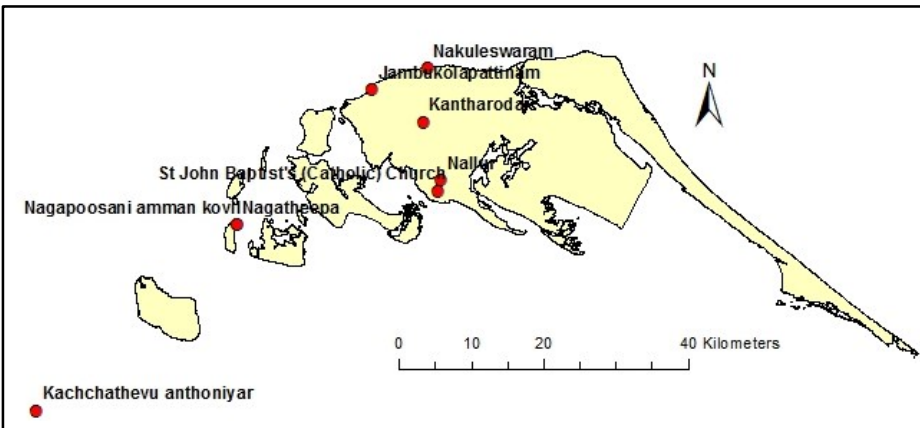 Nakuleswaram
Jambukolapattinam
N
Kantharodai
Nallur
St John Baptist's (Catholic) Church
Nagapoosani amman kovil Nagatheepa
0 10 20 40 Kilometers
Kachchathevu anthoniyar